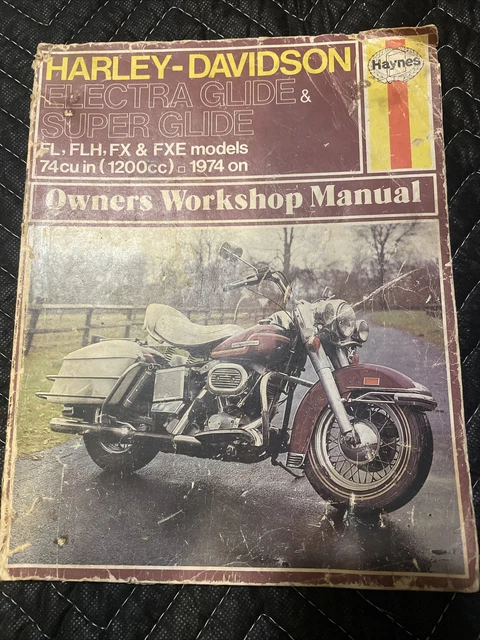 HARLEY-DAVIDSON
ELECTRA GLIDE &
SUPER GLIDE
FL, FLH, FX & FXE models
74 cu in (1200cc) □ 1974 on
Haynes
Owners Workshop Manual